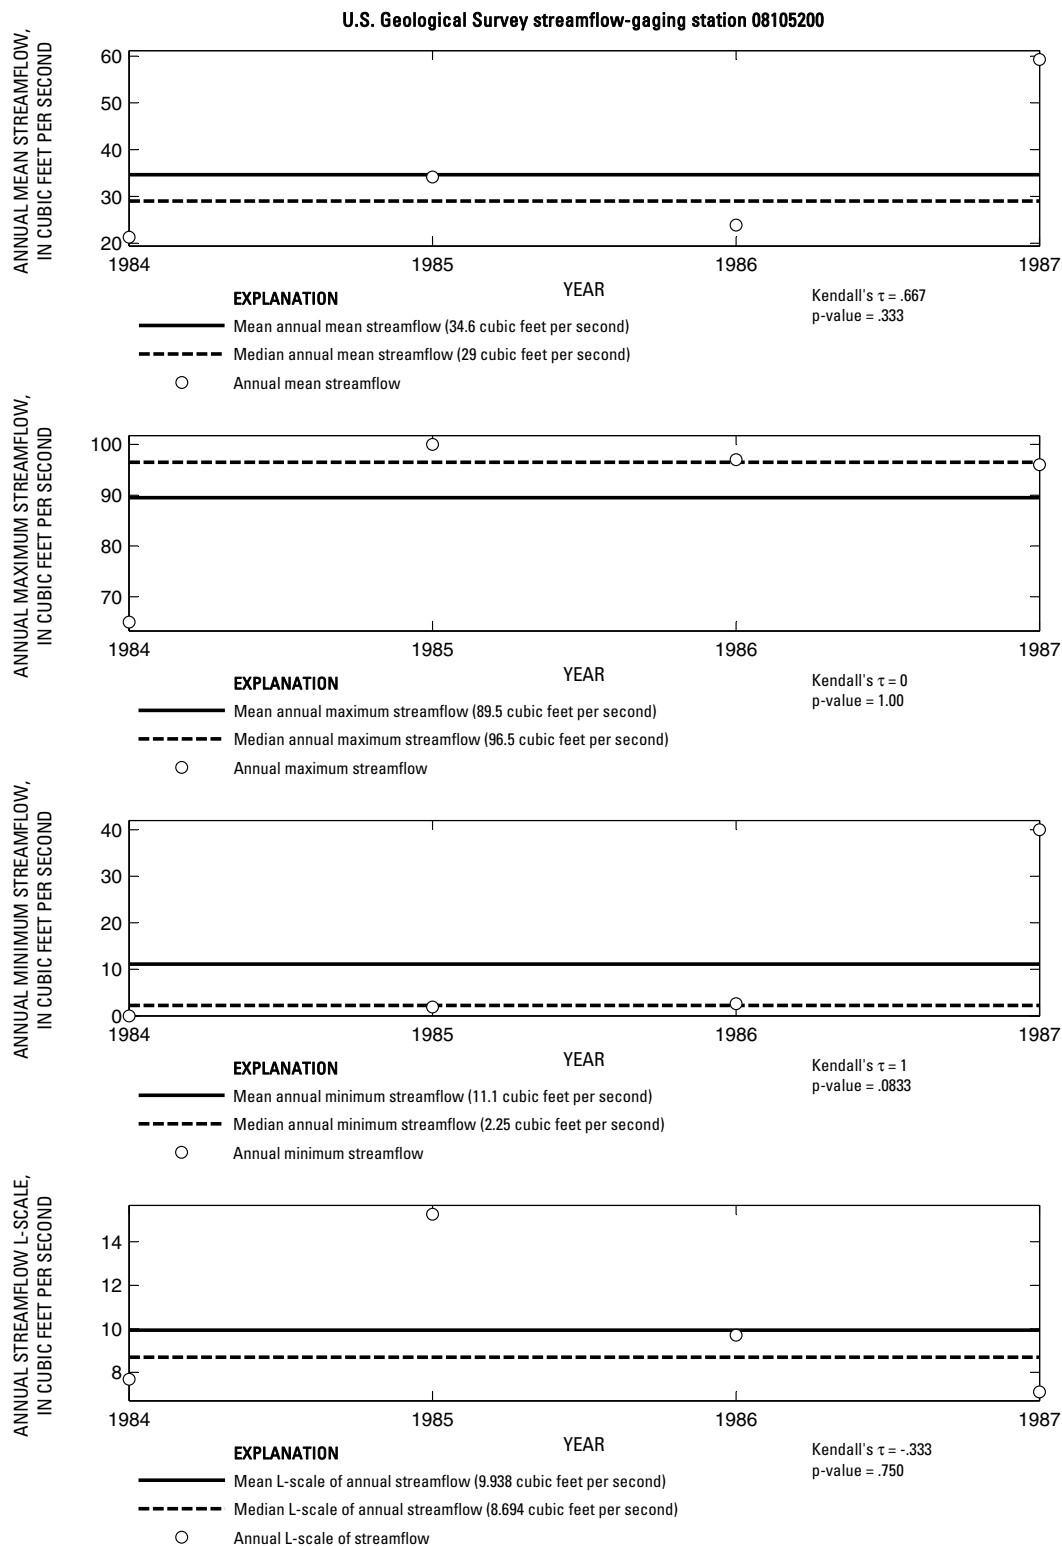 U.S. Geological Survey streamflow-gaging station 08105200
ANNUAL MEAN STREAMFLOW,
IN CUBIC FEET PER SECOND
60
50
40
30
20
1984 1985 1986 1987
YEAR
EXPLANATION
Mean annual mean streamflow (34.6 cubic feet per second)
Median annual mean streamflow (29 cubic feet per second)
Annual mean streamflow
Kendall's τ = .667
p-value = .333
ANNUAL MAXIMUM STREAMFLOW,
IN CUBIC FEET PER SECOND
100
90
80
70
1984 1985 1986 1987
YEAR
EXPLANATION
Mean annual maximum streamflow (89.5 cubic feet per second)
Median annual maximum streamflow (96.5 cubic feet per second)
Annual maximum streamflow
Kendall's τ = 0
p-value = 1.00
ANNUAL MINIMUM STREAMFLOW,
IN CUBIC FEET PER SECOND
40
30
20
10
0
1984 1985 1986 1987
YEAR
EXPLANATION
Mean annual minimum streamflow (11.1 cubic feet per second)
Median annual minimum streamflow (2.25 cubic feet per second)
Annual minimum streamflow
Kendall's τ = 1
p-value = .0833
ANNUAL STREAMFLOW L-SCALE,
IN CUBIC FEET PER SECOND
14
12
10
8
1984 1985 1986 1987
YEAR
EXPLANATION
Mean L-scale of annual streamflow (9.938 cubic feet per second)
Median L-scale of annual streamflow (8.694 cubic feet per second)
Annual L-scale of streamflow
Kendall's τ = -.333
p-value = .750